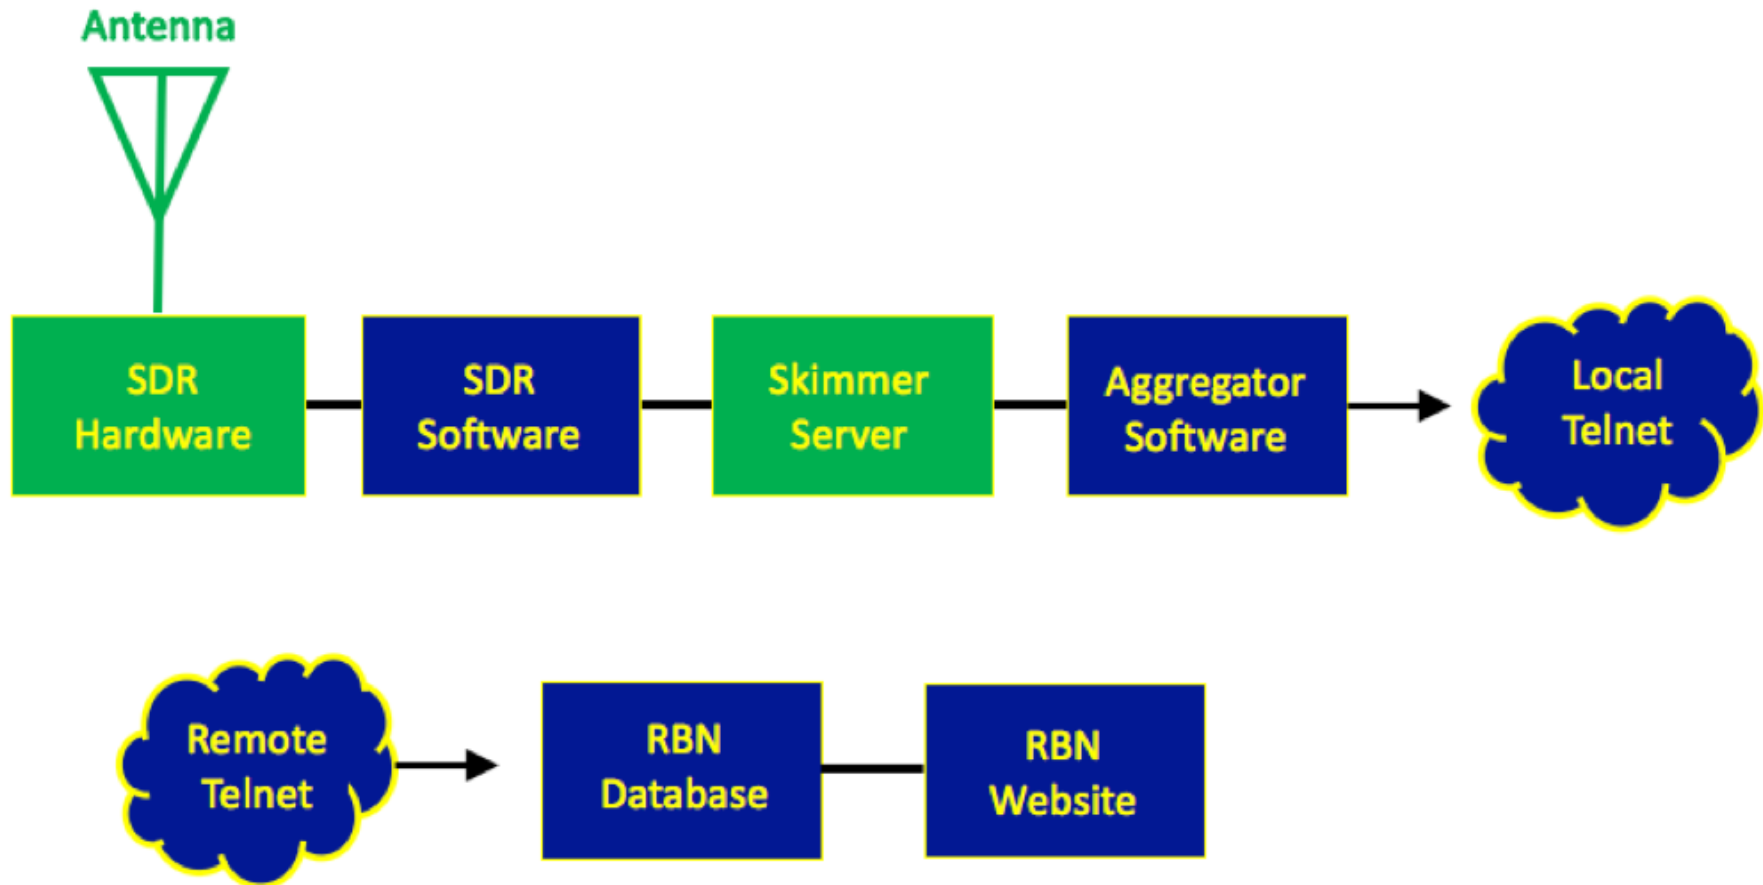 Antenna
SDR
Hardware
SDR
Software
Skimmer
Server
Aggregator
Software
Local
Telnet
Remote
Telnet
RBN
Database
RBN
Website